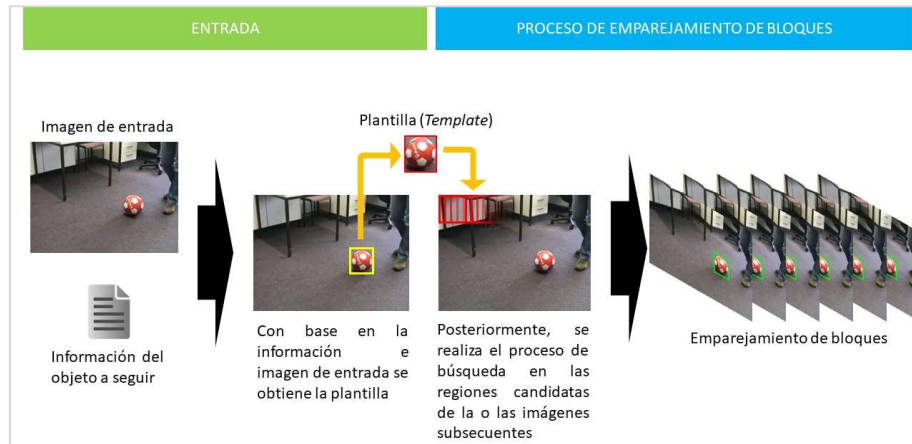 ENTRADA
PROCESO DE EMPAREJAMIENTO DE BLOQUES
Imagen de entrada
Información del
objeto a seguir
Plantilla (Template)
Con base en la
información e
imagen de entrada se
obtiene la plantilla
Posteriormente, se
realiza el proceso de
búsqueda en las
regiones candidatas
de la o las imágenes
subsecuentes
Emparejamiento de bloques